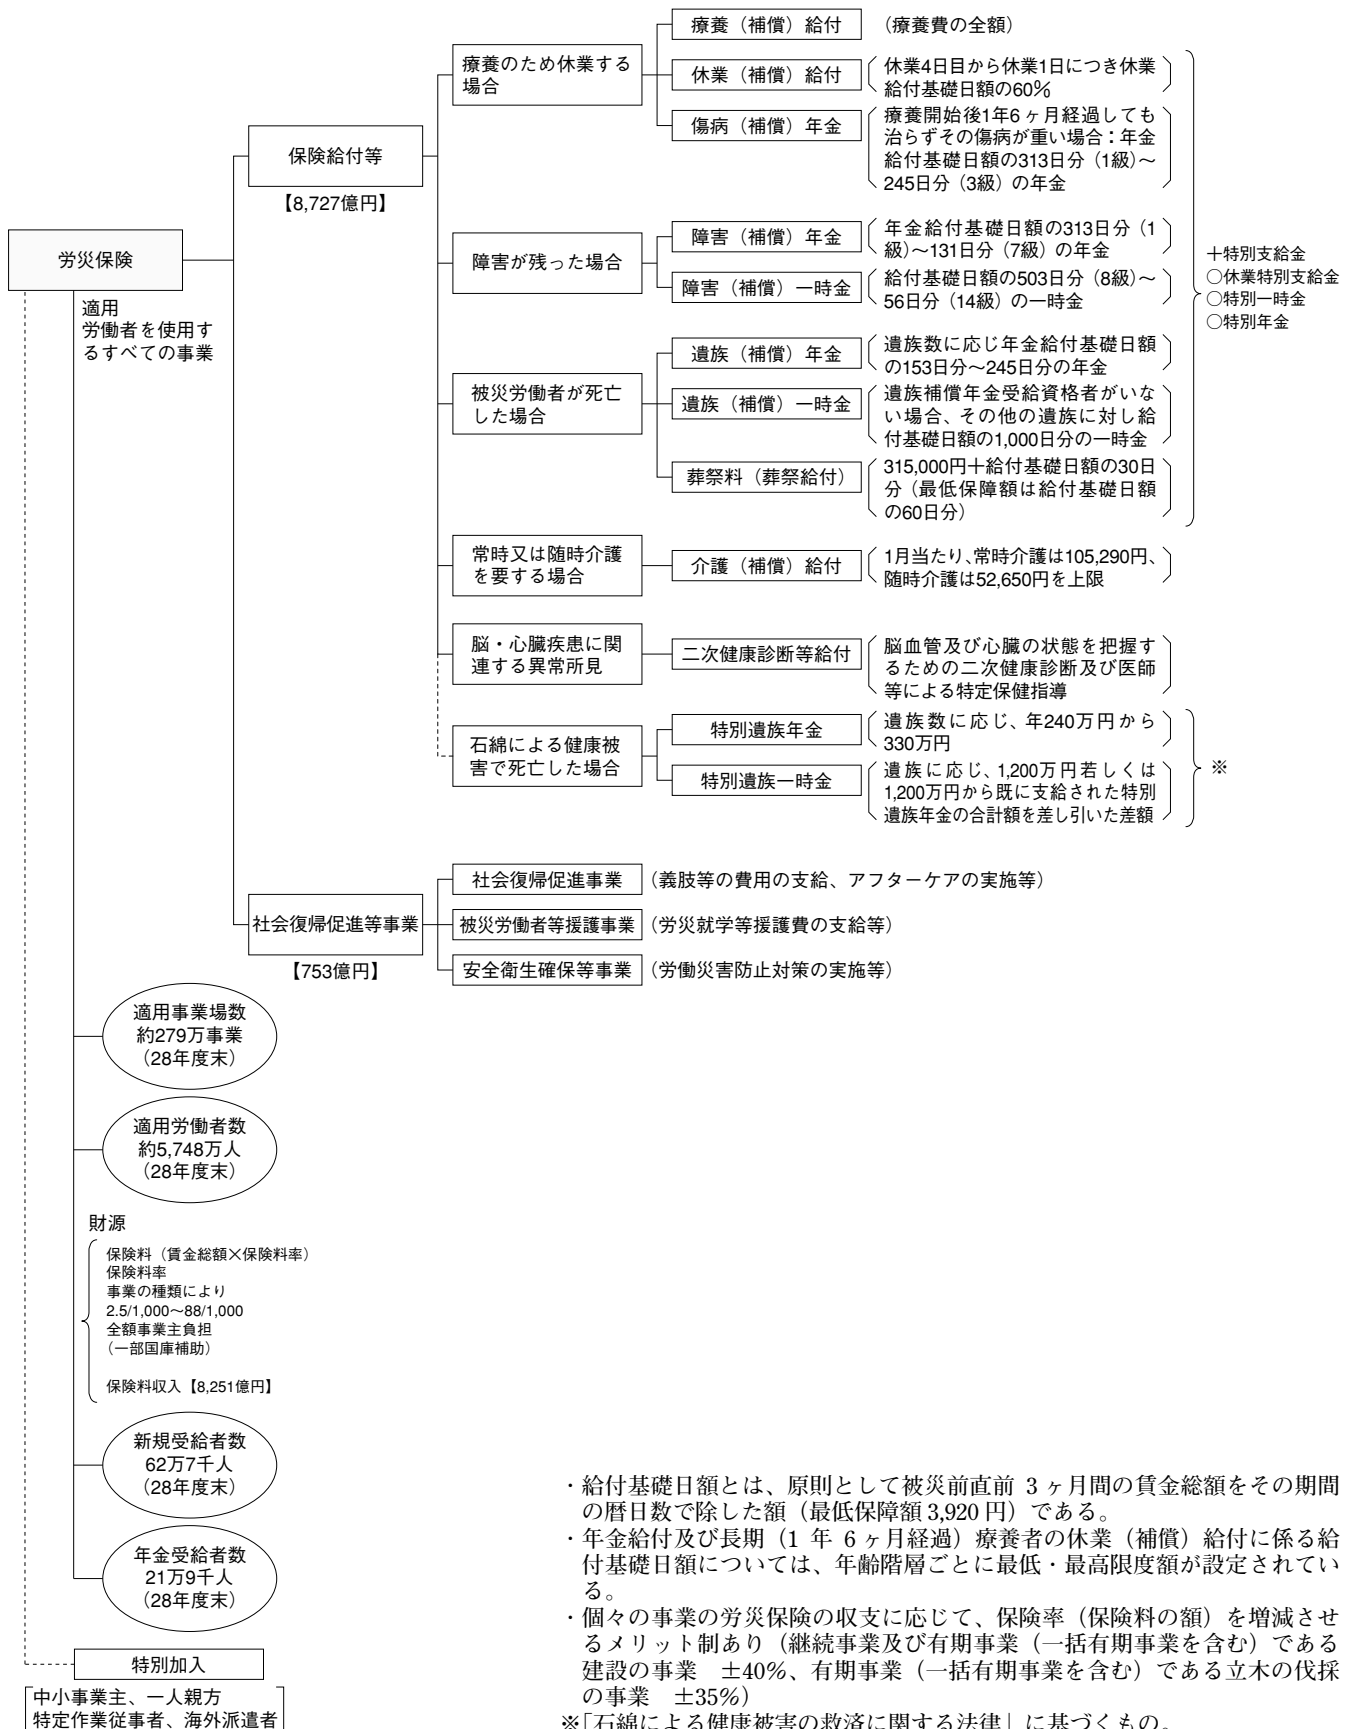 労災保険
適用
労働者を使用す
るすべての事業
保険給付等
【8,727億円】
療養のため休業する
場合
療養（補償）給付
（療養費の全額）
休業（補償）給付
休業4日目から休業1日につき休業
給付基礎日額の60％
傷病（補償）年金
療養開始後1年6ヶ月経過しても
治らずその傷病が重い場合：年金
給付基礎日額の313日分（1級）～
245日分（3級）の年金
障害が残った場合
障害（補償）年金
年金給付基礎日額の313日分（1
級）～131日分（7級）の年金
障害（補償）一時金
給付基礎日額の503日分（8級）～
56日分（14級）の一時金
被災労働者が死亡
した場合
遺族（補償）年金
遺族数に応じ年金給付基礎日額
の153日分～245日分の年金
遺族（補償）一時金
遺族補償年金受給資格者がいな
い場合、その他の遺族に対し給
付基礎日額の1,000日分の一時金
葬祭料（葬祭給付）
315,000円＋給付基礎日額の30日
分（最低保障額は給付基礎日額
の60日分）
＋特別支給金
○休業特別支給金
○特別一時金
○特別年金
常時又は随時介護
を要する場合
介護（補償）給付
1月当たり、常時介護は105,290円、
随時介護は52,650円を上限
脳・心臓疾患に関
連する異常所見
二次健康診断等給付
脳血管及び心臓の状態を把握す
るための二次健康診断及び医師
等による特定保健指導
石綿による健康被
害で死亡した場合
特別遺族年金
遺族数に応じ、年240万円から
330万円
特別遺族一時金
遺族に応じ、1,200万円若しくは
1,200万円から既に支給された特別
遺族年金の合計額を差し引いた差額
※
社会復帰促進等事業
【753億円】
社会復帰促進事業
（義肢等の費用の支給、アフターケアの実施等）
被災労働者等援護事業
（労災就学等援護費の支給等）
安全衛生確保等事業
（労働災害防止対策の実施等）
適用事業場数
約279万事業
（28年度末）
適用労働者数
約5,748万人
（28年度末）
財源
保険料（賃金総額×保険料率）
保険料率
事業の種類により
2.5/1,000～88/1,000
全額事業主負担
（一部国庫補助）
保険料収入【8,251億円】
新規受給者数
62万7千人
（28年度末）
年金受給者数
21万9千人
（28年度末）
特別加入
中小事業主、一人親方
特定作業従事者、海外派遣者
・給付基礎日額とは、原則として被災前直前3ヶ月間の賃金総額をその期間
の暦日数で除した額（最低保障額3,920円）である。
・年金給付及び長期（1年6ヶ月経過）療養者の休業（補償）給付に係る給
付基礎日額については、年齢階層ごとに最低・最高限度額が設定されてい
る。
・個々の事業の労災保険の収支に応じて、保険率（保険料の額）を増減させ
るメリット制あり（継続事業及び有期事業（一括有期事業を含む）である
建設の事業　±40％、有期事業（一括有期事業を含む）である立木の伐採
の事業　±35％）
※「石綿による健康被害の救済に関する法律」に基づくもの。